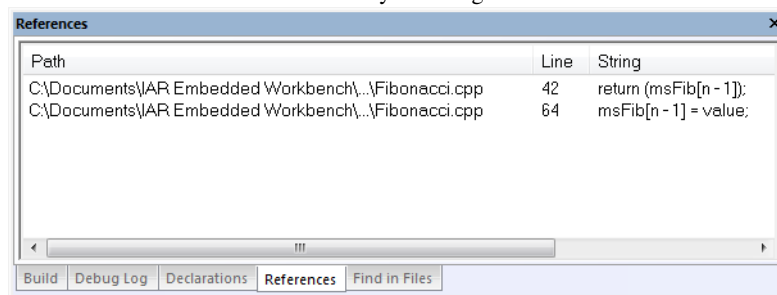 References
Path Line String
C:\Documents\IAR Embedded Workbench\...\Fibonacci.cpp 42 return (msFib[n - 1]);
C:\Documents\IAR Embedded Workbench\...\Fibonacci.cpp 64 msFib[n - 1] = value;
Build Debug Log Declarations References Find in Files